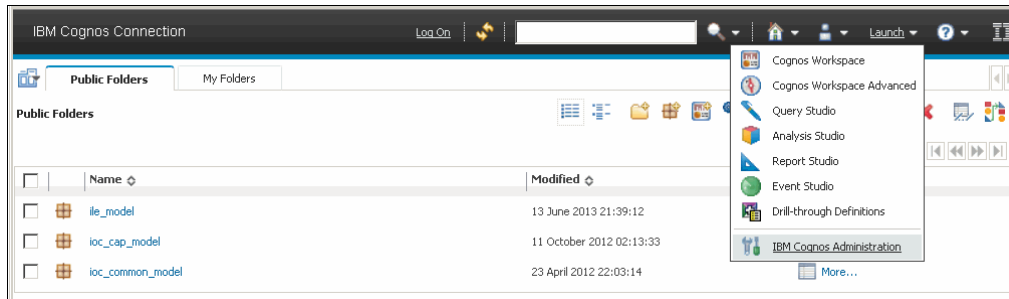 IBM Cognos Connection
Log On
Launch
?
Public Folders
My Folders
Cognos Workspace
Cognos Workspace Advanced
Query Studio
Analysis Studio
Report Studio
Event Studio
Drill-through Definitions
IBM Cognos Administration
Public Folders
Name
Modified
ile_model
13 June 2013 21:39:12
ioc_cap_model
11 October 2012 02:13:33
ioc_common_model
23 April 2012 22:03:14
More...